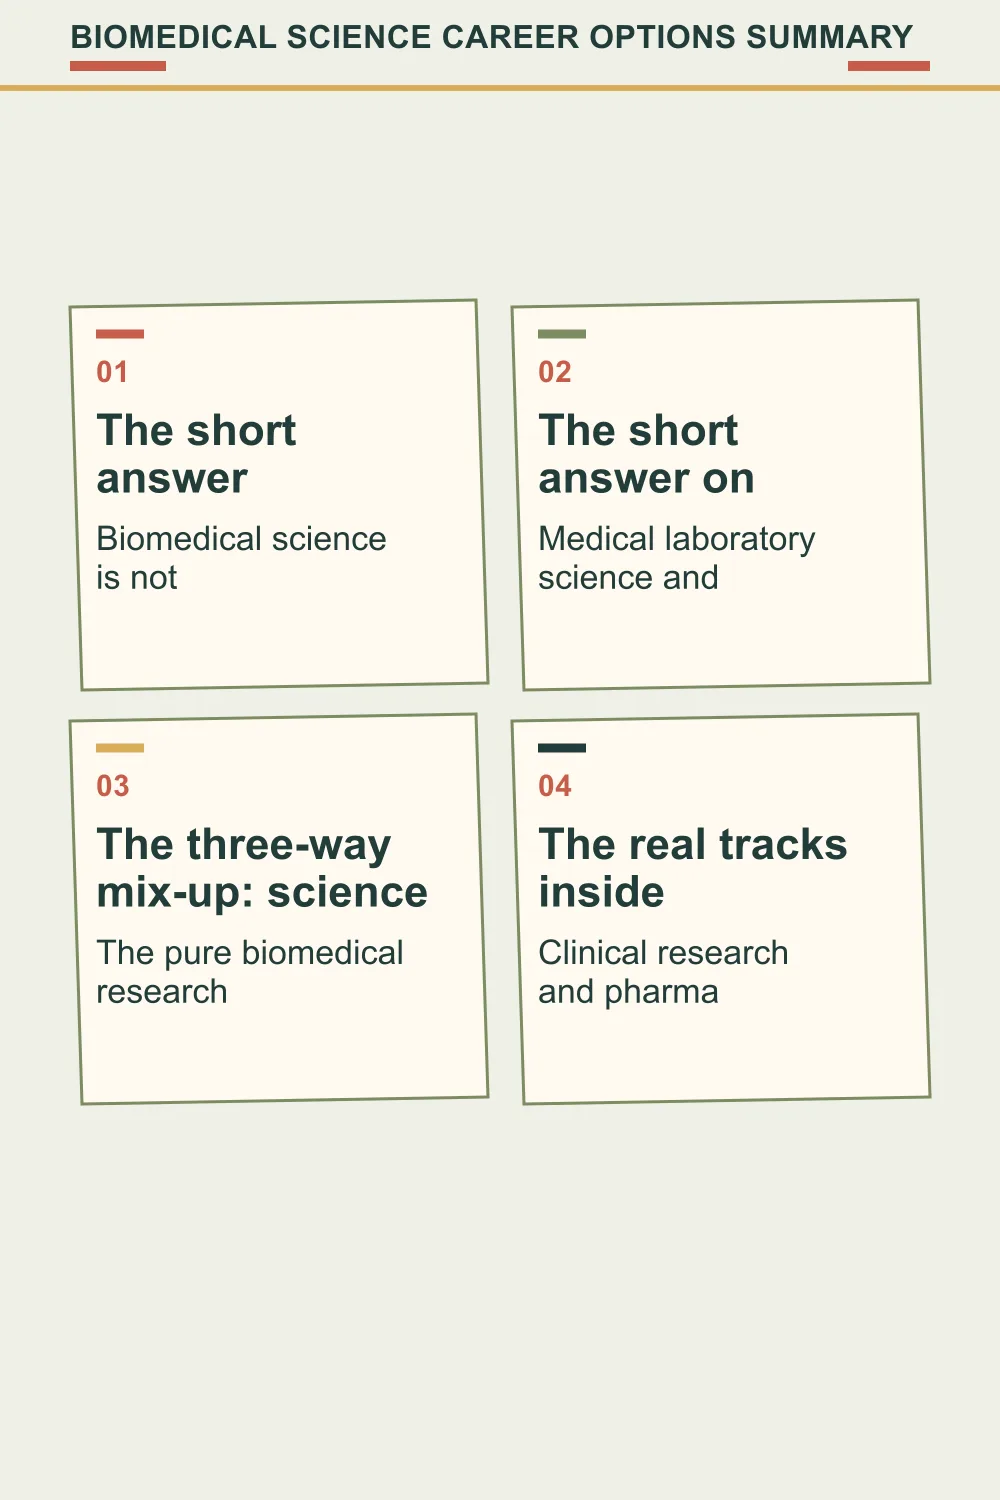 BIOMEDICAL SCIENCE CAREER OPTIONS SUMMARY
01
The short
answer
Biomedical science
is not
02
The short
answer on
Medical laboratory
science and
03
The three-way
mix-up: science
The pure biomedical
research
04
The real tracks
inside
Clinical research
and pharma